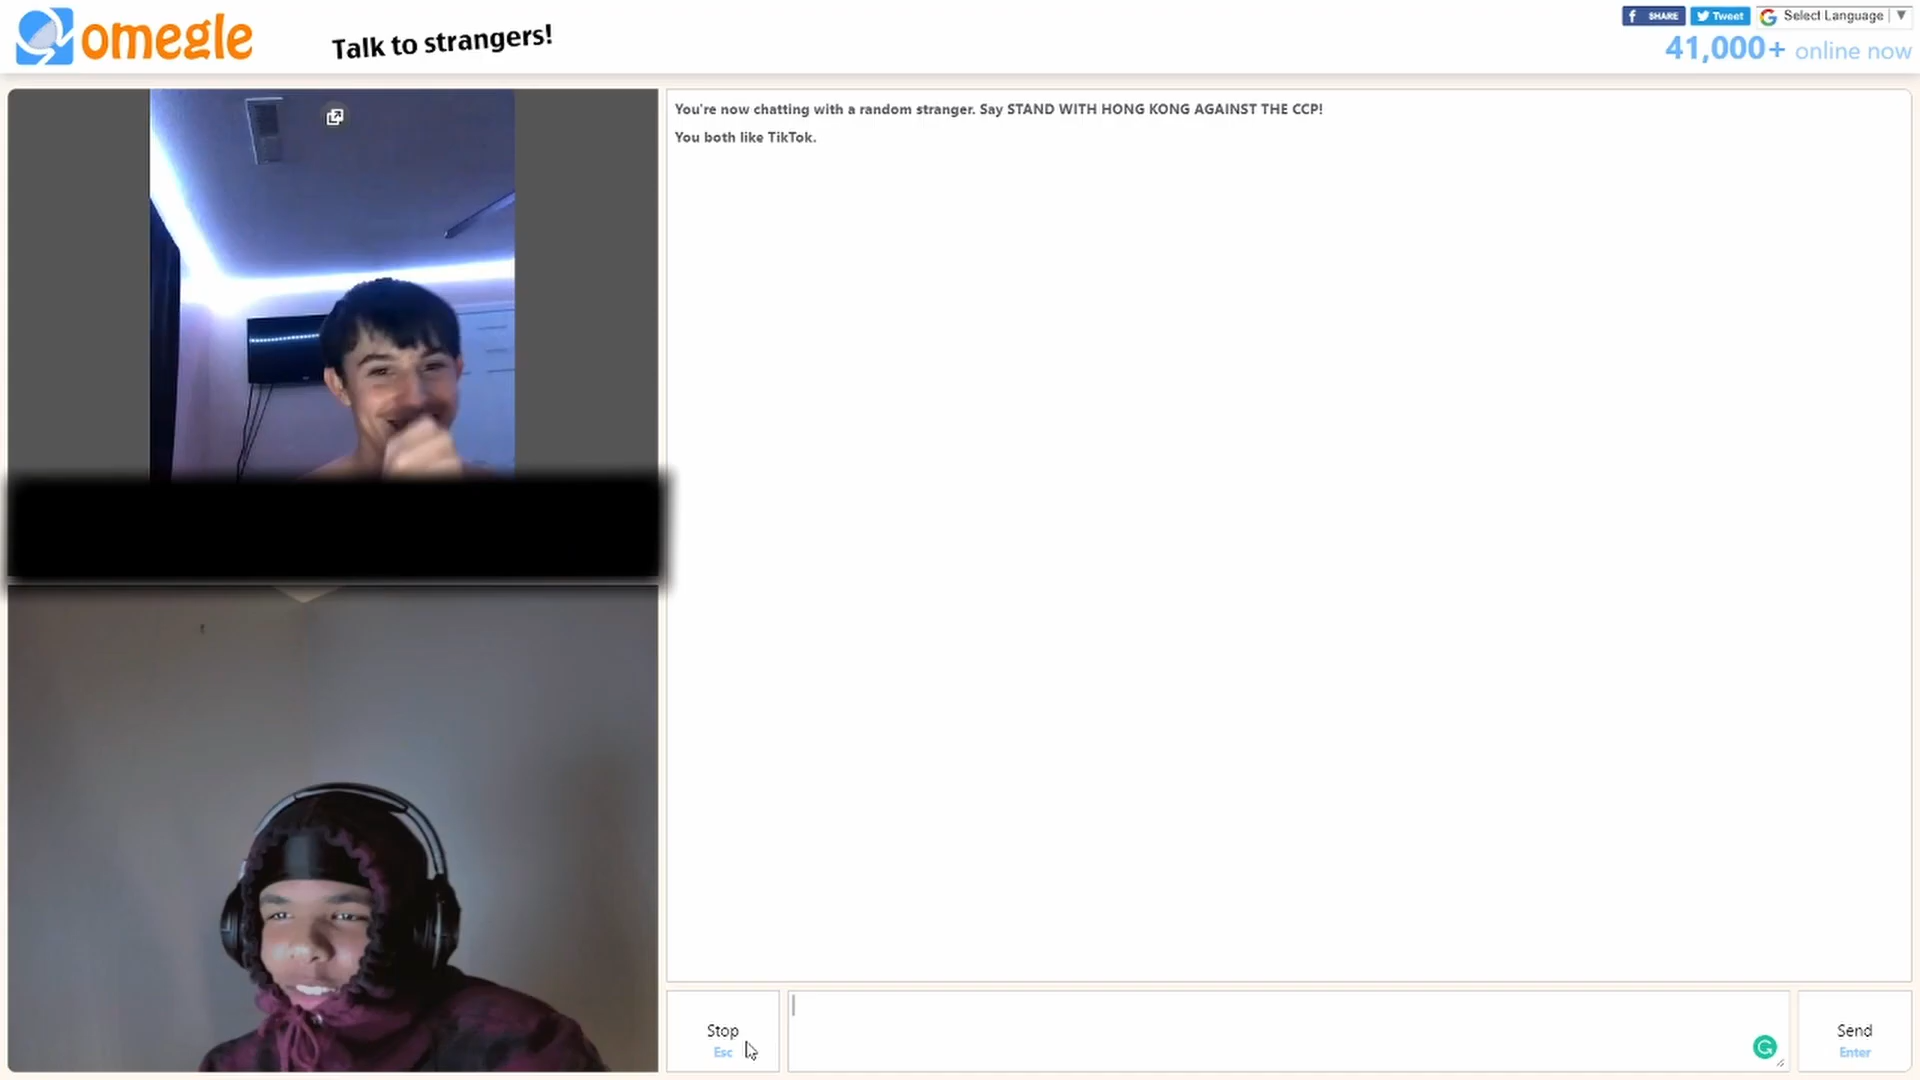 omegle
Talk to strangers!
SHARE
Tweet
Select Language
41,000+ online now
You're now chatting with a random stranger. Say STAND WITH HONG KONG AGAINST THE CCP!
You both like TikTok.
Stop
Esc
Send
Enter